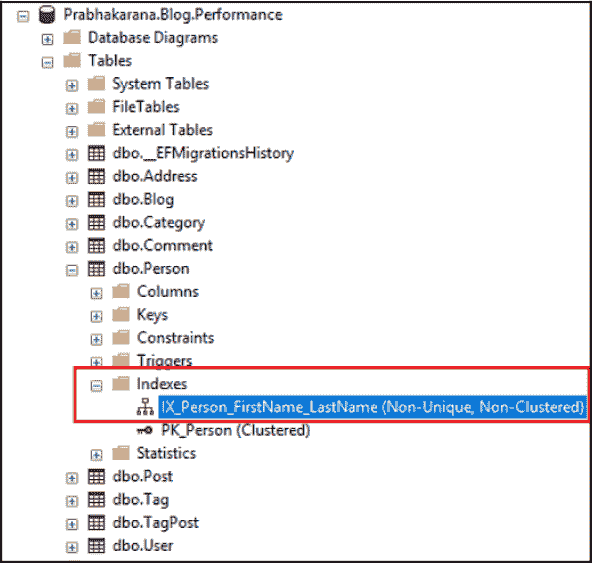 Prabhakarana.Blog.Performance
Database Diagrams
Tables
System Tables
FileTables
External Tables
dbo.__EFMigrationsHistory
dbo.Address
dbo.Blog
dbo.Category
dbo.Comment
dbo.Person
Columns
Keys
Constraints
Triggers
Indexes
IX_Person_FirstName_LastName (Non-Unique, Non-Clustered)
PK_Person (Clustered)
Statistics
dbo.Post
dbo.Tag
dbo.TagPost
dbo.User